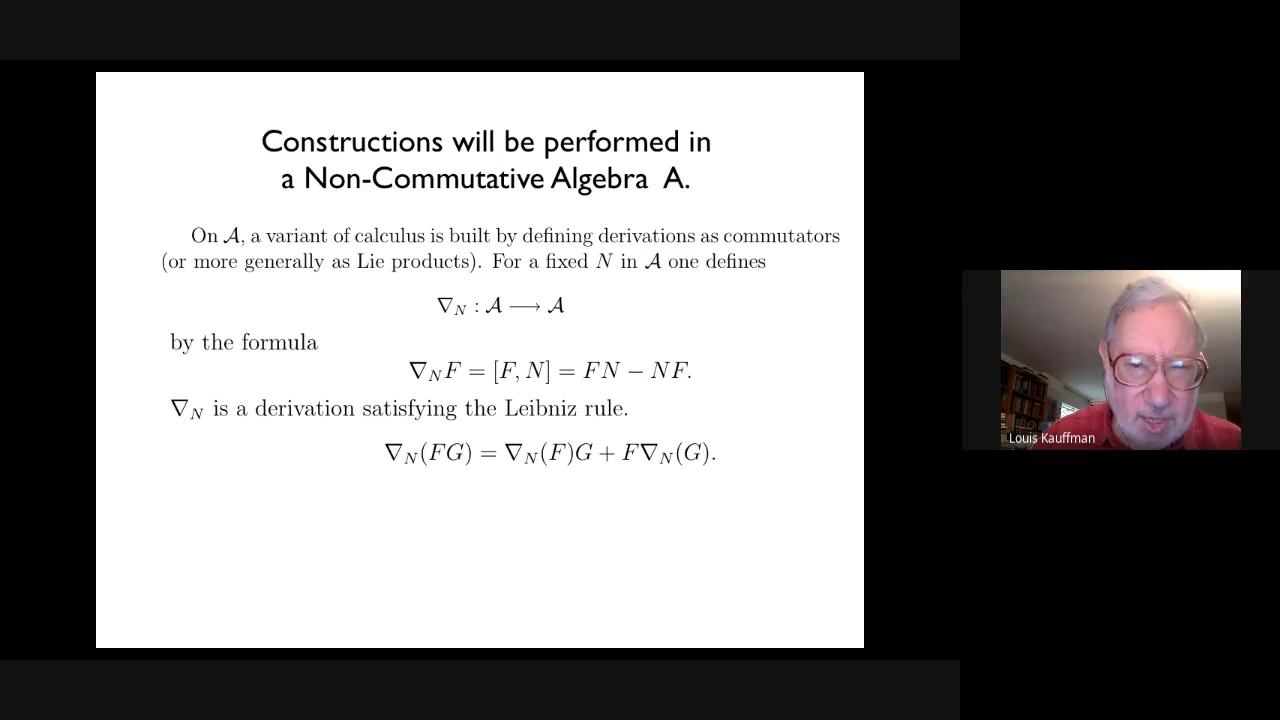 Constructions will be performed in
a Non-Commutative Algebra A.
On 𝒜, a variant of calculus is built by defining derivations as commutators
(or more generally as Lie products). For a fixed N in 𝒜 one defines
∇_N : 𝒜 ⟶ 𝒜
by the formula
∇_N F = [F, N] = FN − NF.
∇_N is a derivation satisfying the Leibniz rule.
∇_N(FG) = ∇_N(F)G + F∇_N(G).
Louis Kauffman